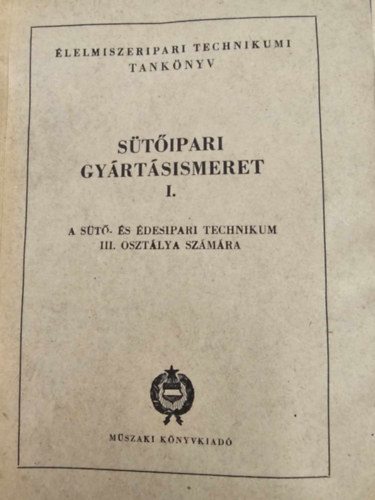 ÉLELMISZERIPARI TECHNIKUMI
TANKÖNYV
SÜTŐIPARI
GYÁRTÁSISMERET
I.
A SÜTŐ- ÉS ÉDESIPARI TECHNIKUM
III. OSZTÁLYA SZÁMÁRA
MŰSZAKI KÖNYVKIADÓ